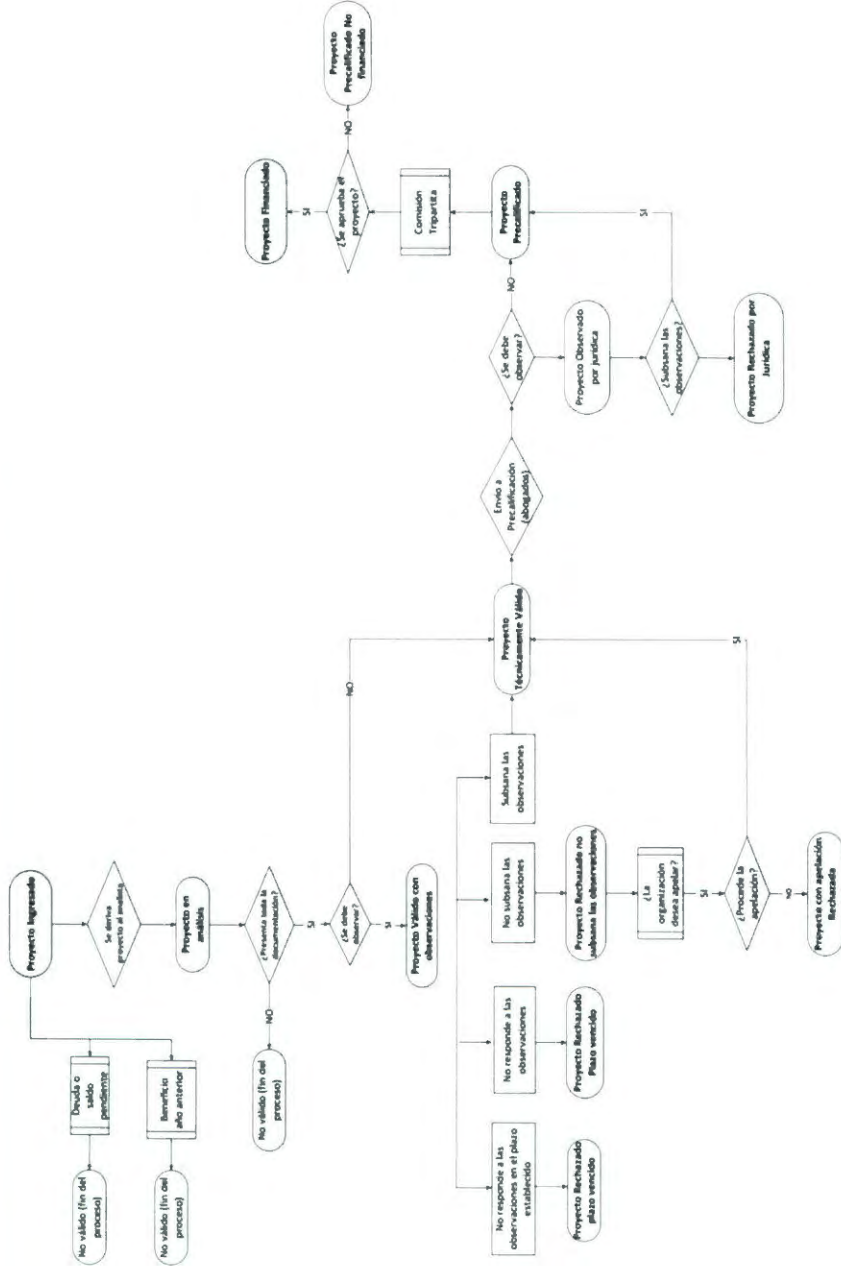 Proyecto Ingresado
Deuda o
saldo
pendiente
No válido (fin del
proceso)
Beneficio
año anterior
No válido (fin del
proceso)
Se deriva
proyecto al analista
Proyecto en
análisis
¿Presenta toda la
documentación?
NO
No válido (fin del
proceso)
SI
¿Se debe
observar?
NO
SI
Proyecto Válido con
observaciones
No responde a las
observaciones en el plazo
establecido
Proyecto Rechazado
plazo vencido
No responde a las
observaciones
Proyecto Rechazado
Plazo vencido
No subsana las
observaciones
Proyecto Rechazado no
subsana las observaciones
¿La
organización
desea apelar?
SI
¿Procede la
apelación?
NO
Proyecto con apelación
Rechazada
SI
Subsana las
observaciones
Proyecto
Técnicamente Válido
Envío a
Precalificación
(abogados)
¿Se debe
observar?
NO
Proyecto Observado
por jurídica
¿Subsana las
observaciones?
SI
Proyecto Rechazado por
Jurídica
Proyecto
Precalificado
Comisión
Tripartita
¿Se aprueba el
proyecto?
SI
Proyecto Financiado
NO
Proyecto
Precalificado No
financiado